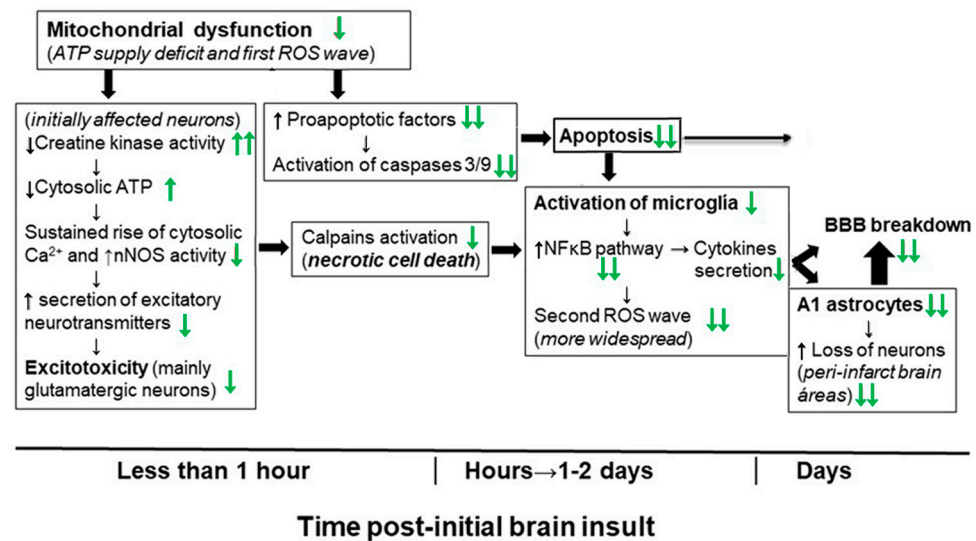 Mitochondrial dysfunction ↓
(ATP supply deficit and first ROS wave)
(initially affected neurons)
↓Creatine kinase activity ↑↑
↓
↓Cytosolic ATP ↑
↓
Sustained rise of cytosolic
Ca²⁺ and ↑nNOS activity ↓
↓
↑ secretion of excitatory
neurotransmitters ↓
↓
Excitotoxicity (mainly
glutamatergic neurons) ↓
↑ Proapoptotic factors ↓↓
↓
Activation of caspases 3/9 ↓↓
Calpains activation ↓
(necrotic cell death)
Apoptosis ↓↓
Activation of microglía ↓
↓
↑NFκB pathway → Cytokines
↓↓ secretion ↓
↓
Second ROS wave ↓↓
(more widespread)
BBB breakdown
↓↓
A1 astrocytes ↓↓
↓
↑ Loss of neurons
(peri-infarct brain
áreas) ↓↓
Less than 1 hour | Hours→1-2 days | Days
Time post-initial brain insult